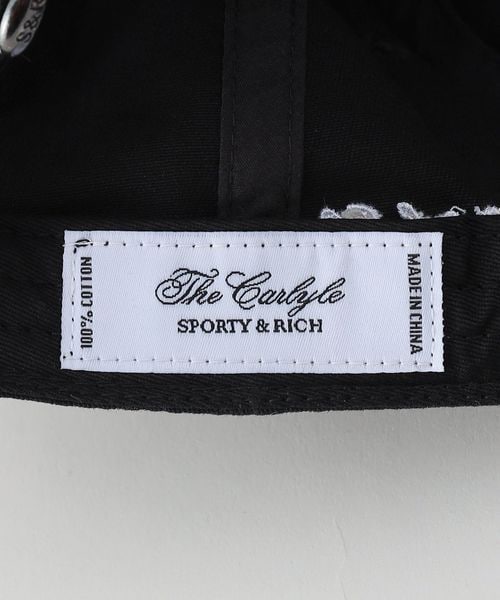 S&R
100% COTTON
The Carlyle
SPORTY & RICH
MADE IN CHINA